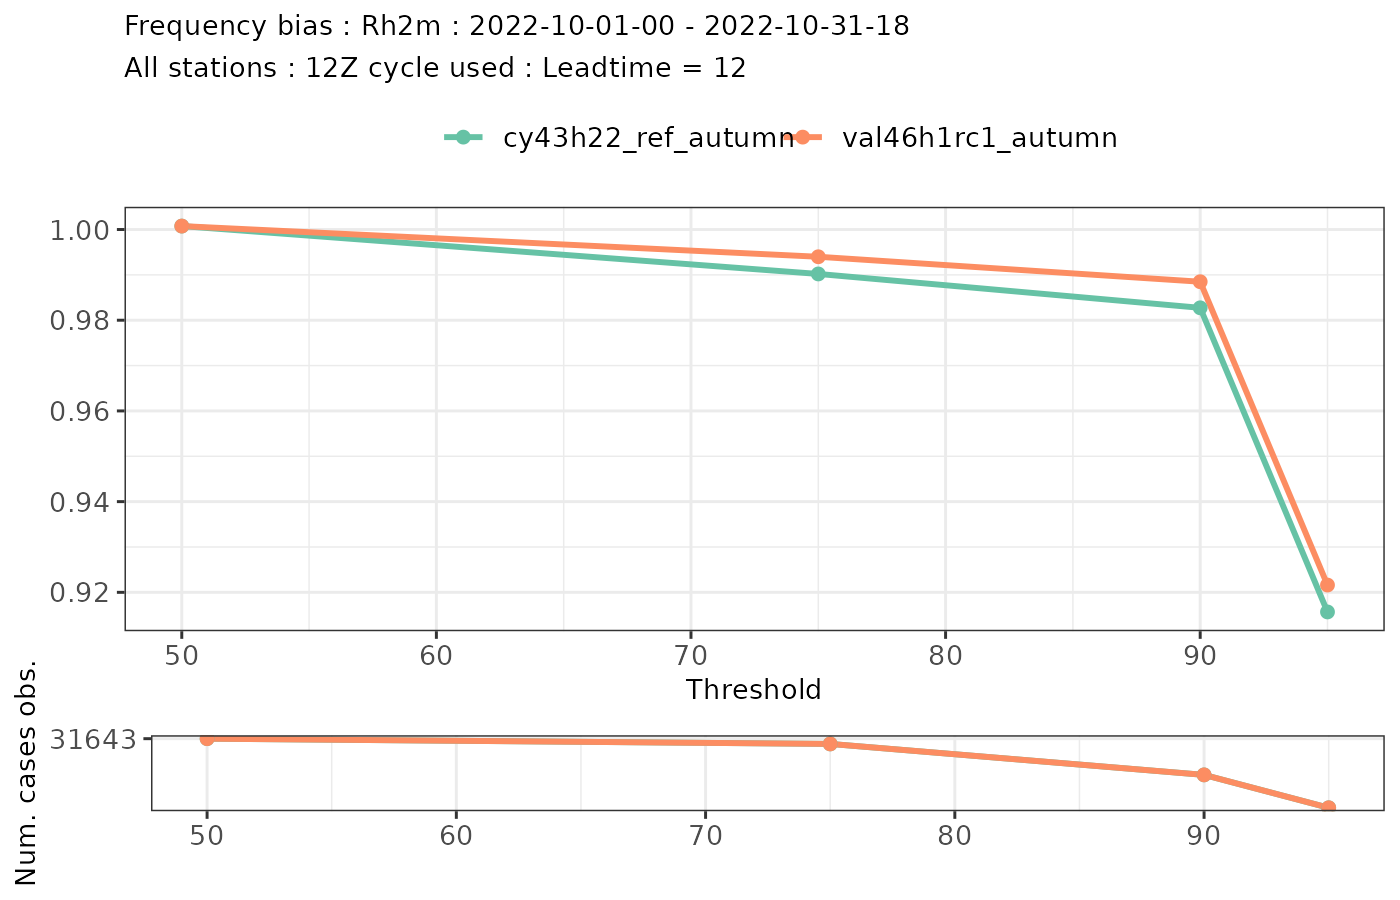 Frequency bias : Rh2m : 2022-10-01-00 - 2022-10-31-18
All stations : 12Z cycle used : Leadtime = 12
cy43h22_ref_autumn val46h1rc1_autumn
1.00
0.98
0.96
0.94
0.92
50 60 70 80 90
Threshold
Num. cases obs.
31643
50 60 70 80 90